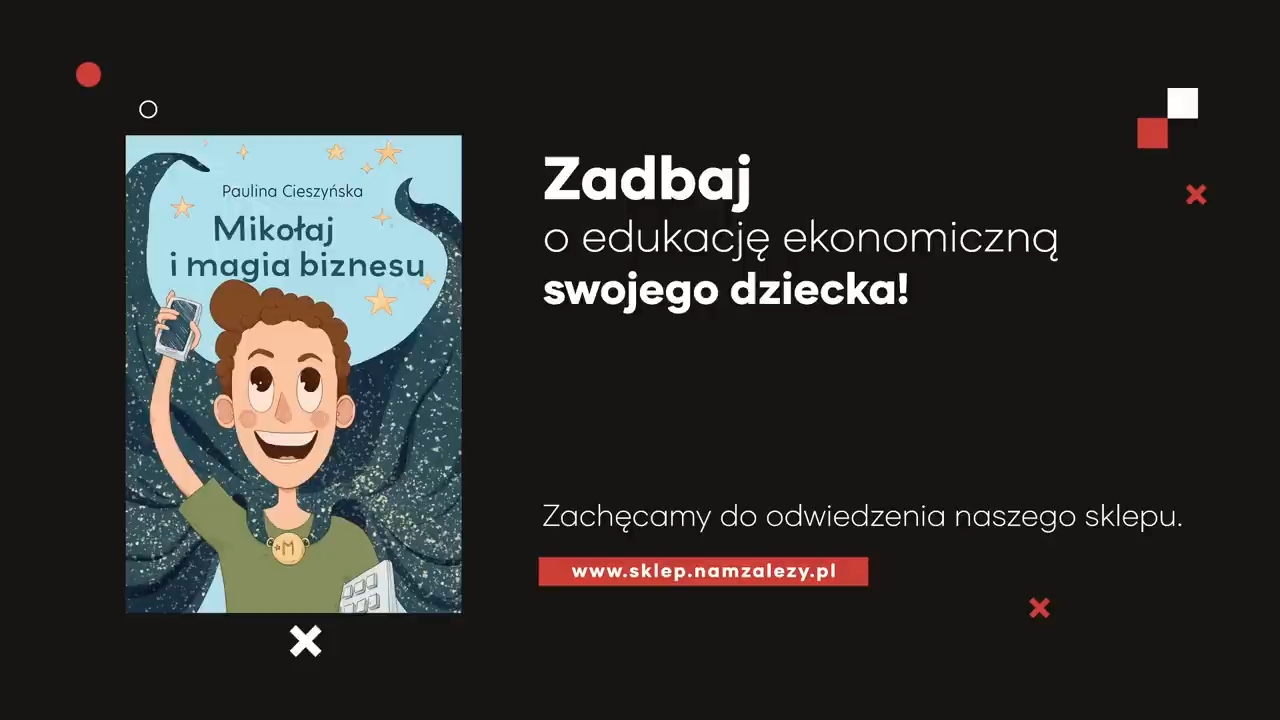 Paulina Cieszyńska
Mikołaj
i magia biznesu
M
Zadbaj
o edukację ekonomiczną
swojego dziecka!
Zachęcamy do odwiedzenia naszego sklepu.
www.sklep.namzalezy.pl